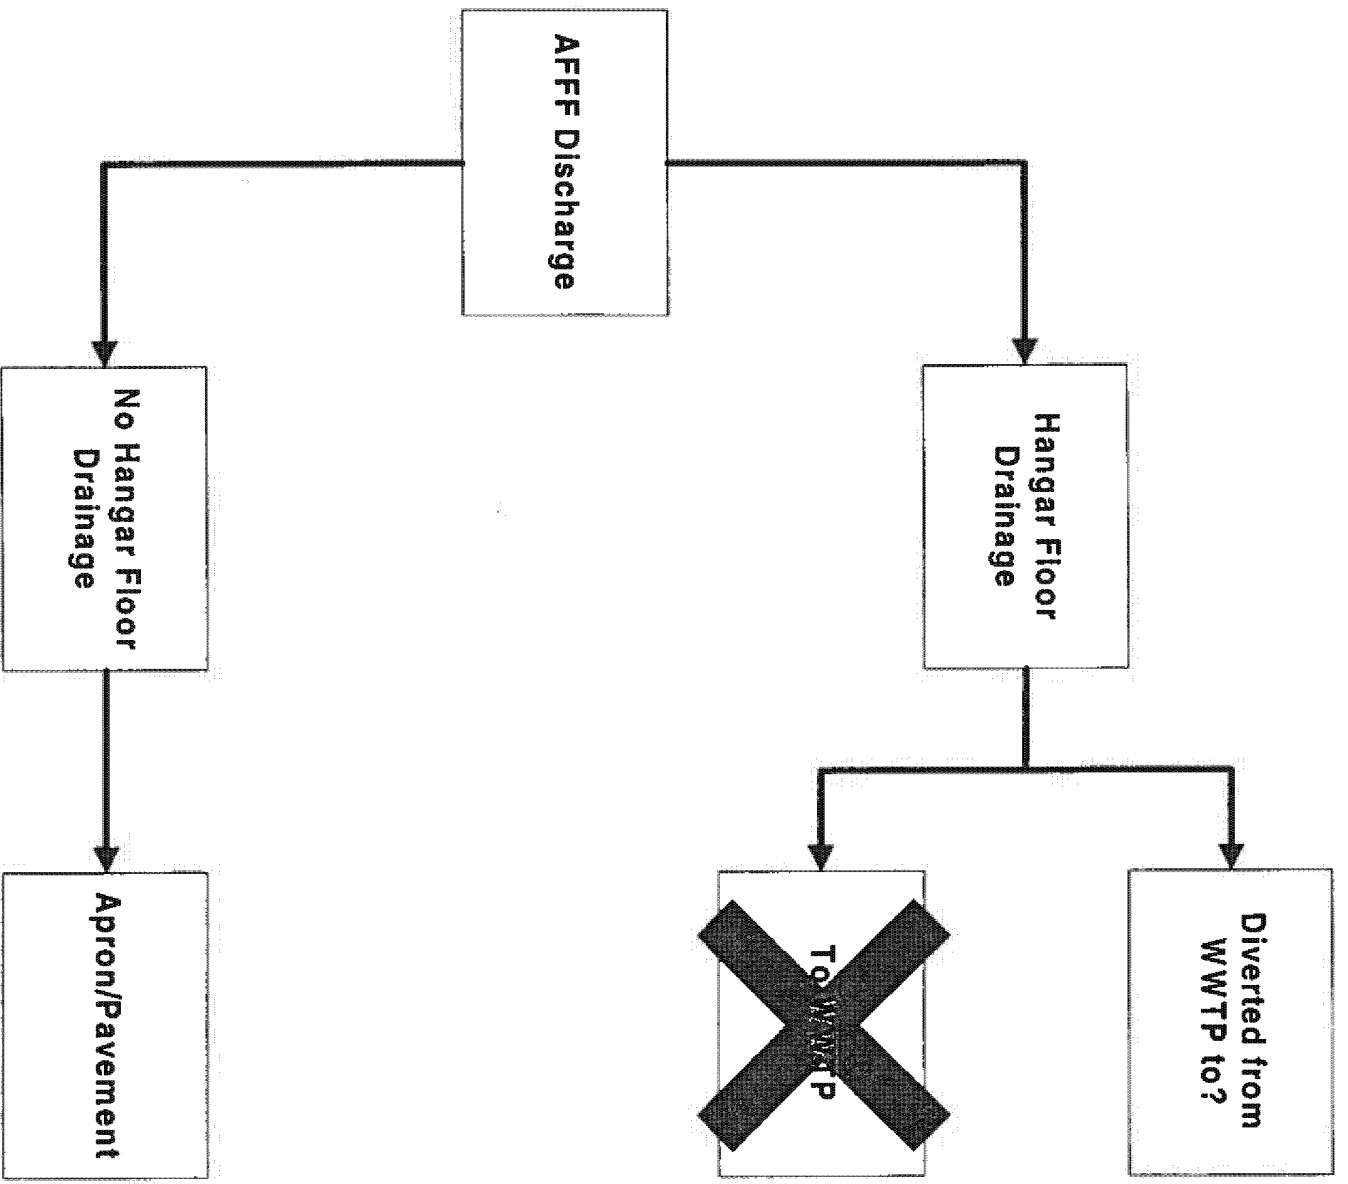 AFFF Discharge
Hangar Floor
Drainage
Diverted from
WWTP to?
To WWTP
No Hangar Floor
Drainage
Apron/Pavement